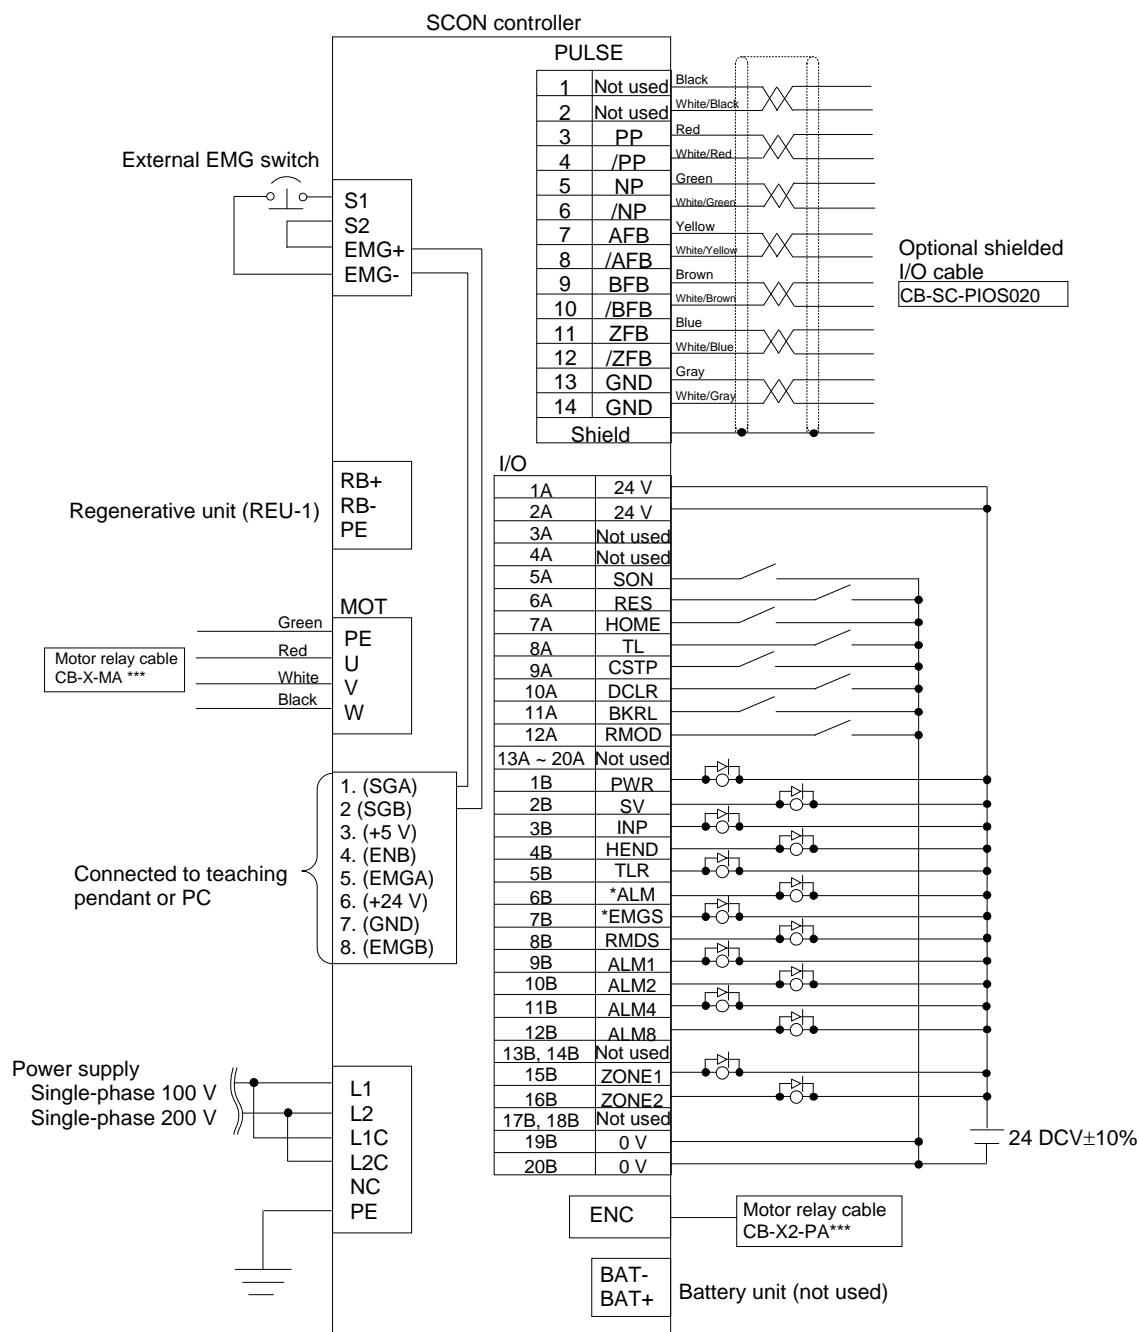 SCON controller
PULSE
1 Not used Black
2 Not used White/Black
3 PP Red
4 /PP White/Red
5 NP Green
6 /NP White/Green
7 AFB Yellow
8 /AFB White/Yellow
9 BFB Brown
10 /BFB White/Brown
11 ZFB Blue
12 /ZFB White/Blue
13 GND Gray
14 GND White/Gray
Shield
Optional shielded
I/O cable
CB-SC-PIOS020
External EMG switch
S1
S2
EMG+
EMG-
Regenerative unit (REU-1)
RB+
RB-
PE
MOT
Green PE
Red U
White V
Black W
Motor relay cable
CB-X-MA ***
Connected to teaching
pendant or PC
1. (SGA)
2 (SGB)
3. (+5 V)
4. (ENB)
5. (EMGA)
6. (+24 V)
7. (GND)
8. (EMGB)
Power supply
Single-phase 100 V
Single-phase 200 V
L1
L2
L1C
L2C
NC
PE
I/O
1A 24 V
2A 24 V
3A Not used
4A Not used
5A SON
6A RES
7A HOME
8A TL
9A CSTP
10A DCLR
11A BKRL
12A RMOD
13A ~ 20A Not used
1B PWR
2B SV
3B INP
4B HEND
5B TLR
6B *ALM
7B *EMGS
8B RMDS
9B ALM1
10B ALM2
11B ALM4
12B ALM8
13B, 14B Not used
15B ZONE1
16B ZONE2
17B, 18B Not used
19B 0 V
20B 0 V
24 DCV±10%
ENC
Motor relay cable
CB-X2-PA***
BAT-
BAT+
Battery unit (not used)